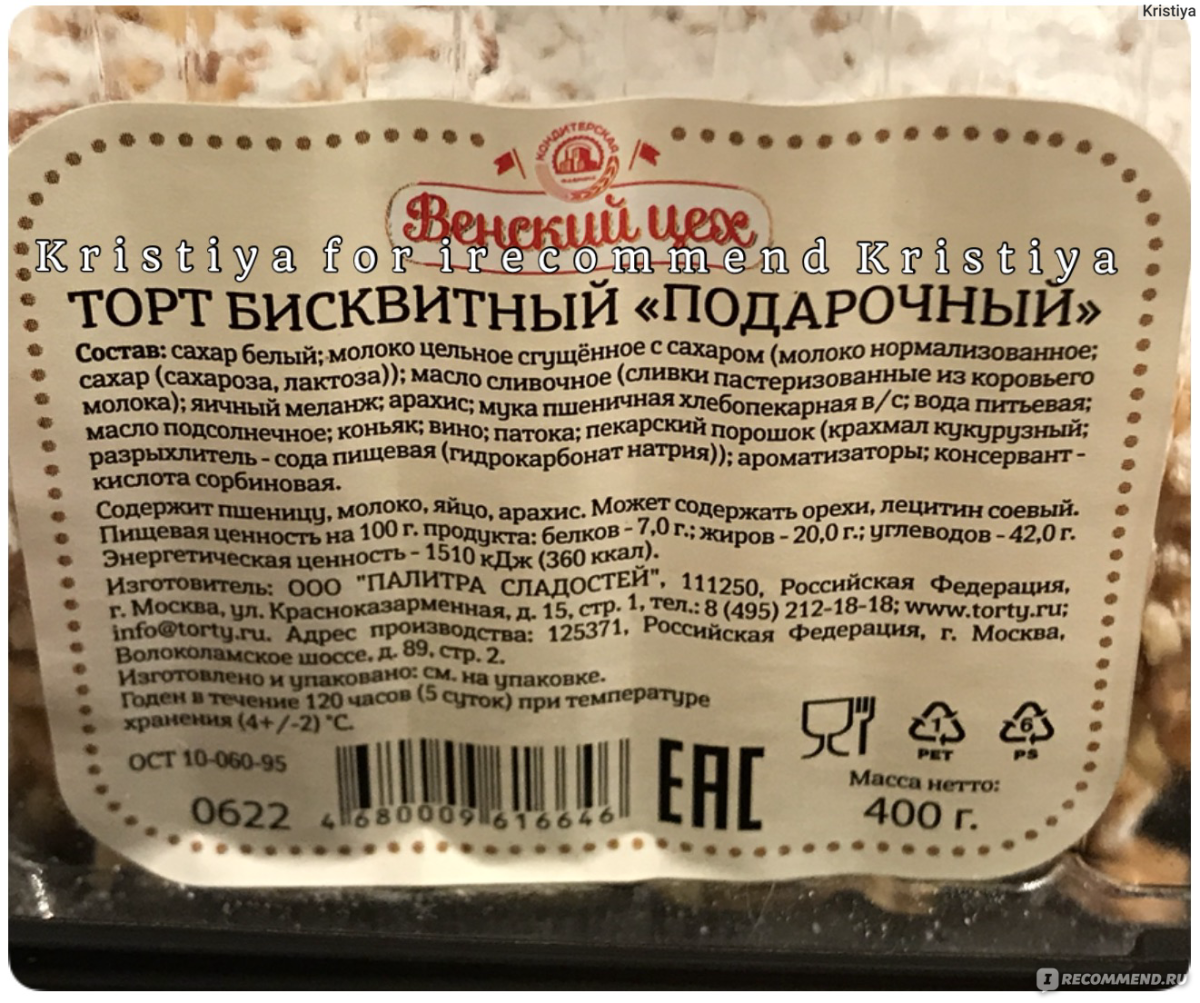 Kristiya
КОНДИТЕРСКАЯ
Венский цех
Kristiya for irecommend Kristiya
ТОРТ БИСКВИТНЫЙ «ПОДАРОЧНЫЙ»
Состав: сахар белый; молоко цельное сгущённое с сахаром (молоко нормализованное;
сахар (сахароза, лактоза)); масло сливочное (сливки пастеризованные из коровьего
молока); яичный меланж; арахис; мука пшеничная хлебопекарная в/с; вода питьевая;
масло подсолнечное; коньяк; вино; патока; пекарский порошок (крахмал кукурузный;
разрыхлитель - сода пищевая (гидрокарбонат натрия)); ароматизаторы; консервант -
кислота сорбиновая.
Содержит пшеницу, молоко, яйцо, арахис. Может содержать орехи, лецитин соевый.
Пищевая ценность на 100 г. продукта: белков - 7,0 г.; жиров - 20,0 г.; углеводов - 42,0 г.
Энергетическая ценность - 1510 кДж (360 ккал).
Изготовитель: ООО "ПАЛИТРА СЛАДОСТЕЙ", 111250, Российская Федерация,
г. Москва, ул. Красноказарменная, д. 15, стр. 1, тел.: 8 (495) 212-18-18; www.torty.ru;
info@torty.ru. Адрес производства: 125371, Российская Федерация, г. Москва,
Волоколамское шоссе, д. 89, стр. 2.
Изготовлено и упаковано: см. на упаковке.
Годен в течение 120 часов (5 суток) при температуре
хранения (4+/-2) °С.
ОСТ 10-060-95
0622
4 680009 616646
ЕАС
1
PET
6
PS
Масса нетто:
400 г.
IRECOMMEND.RU